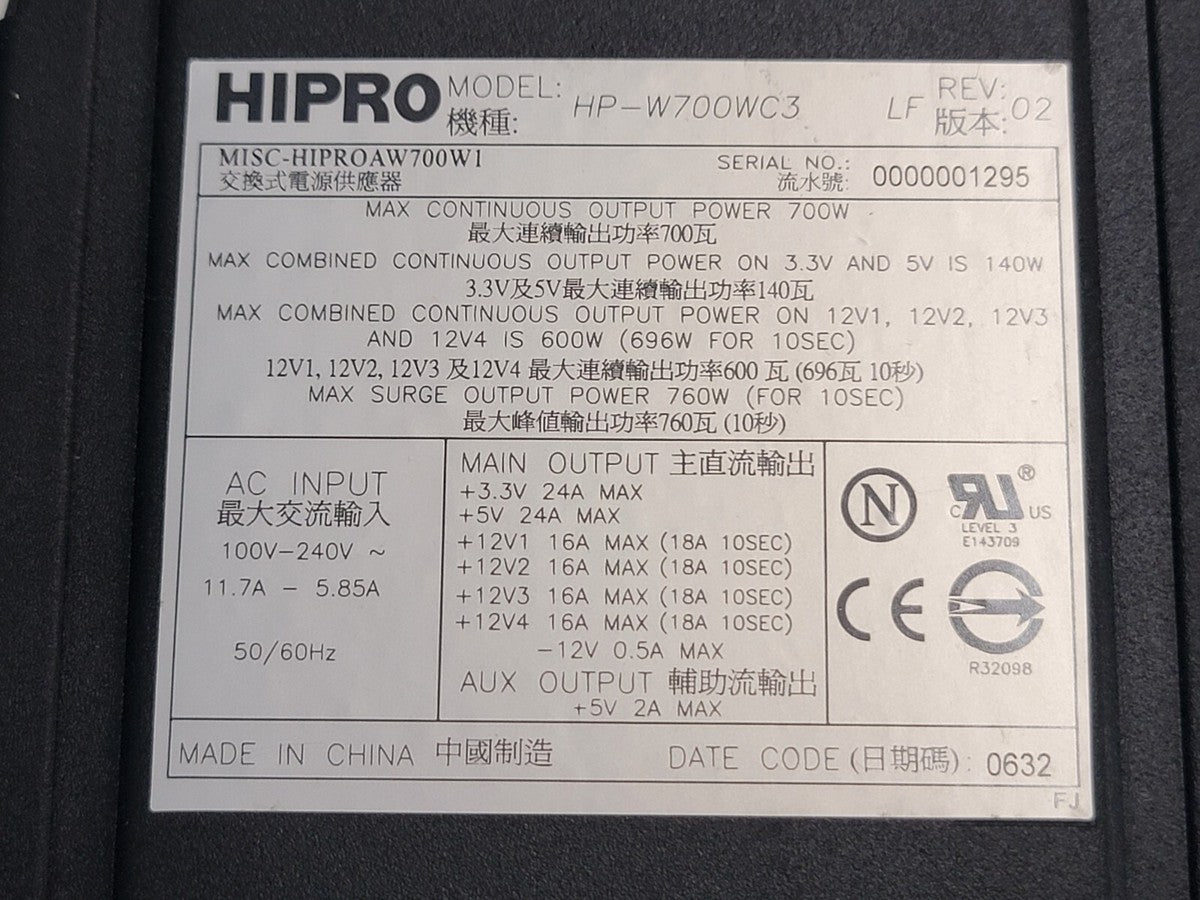 HIPRO MODEL: HP-W700WC3 LF REV: 02
機種: 版本:
MISC-HIPROAW700W1 SERIAL NO.: 0000001295
交換式電源供應器 流水號:
MAX CONTINUOUS OUTPUT POWER 700W
最大連續輸出功率700瓦
MAX COMBINED CONTINUOUS OUTPUT POWER ON 3.3V AND 5V IS 140W
3.3V及5V最大連續輸出功率140瓦
MAX COMBINED CONTINUOUS OUTPUT POWER ON 12V1, 12V2, 12V3
AND 12V4 IS 600W (696W FOR 10SEC)
12V1, 12V2, 12V3 及12V4 最大連續輸出功率600 瓦 (696瓦 10秒)
MAX SURGE OUTPUT POWER 760W (FOR 10SEC)
最大峰值輸出功率760瓦 (10秒)
AC INPUT
最大交流輸入
100V-240V ~
11.7A - 5.85A
50/60Hz
MAIN OUTPUT 主直流輸出
+3.3V 24A MAX
+5V 24A MAX
+12V1 16A MAX (18A 10SEC)
+12V2 16A MAX (18A 10SEC)
+12V3 16A MAX (18A 10SEC)
+12V4 16A MAX (18A 10SEC)
-12V 0.5A MAX
AUX OUTPUT 輔助流輸出
+5V 2A MAX
N
C RU US ®
LEVEL 3
E143709
CE
R32098
MADE IN CHINA 中國制造 DATE CODE (日期碼): 0632
FJ